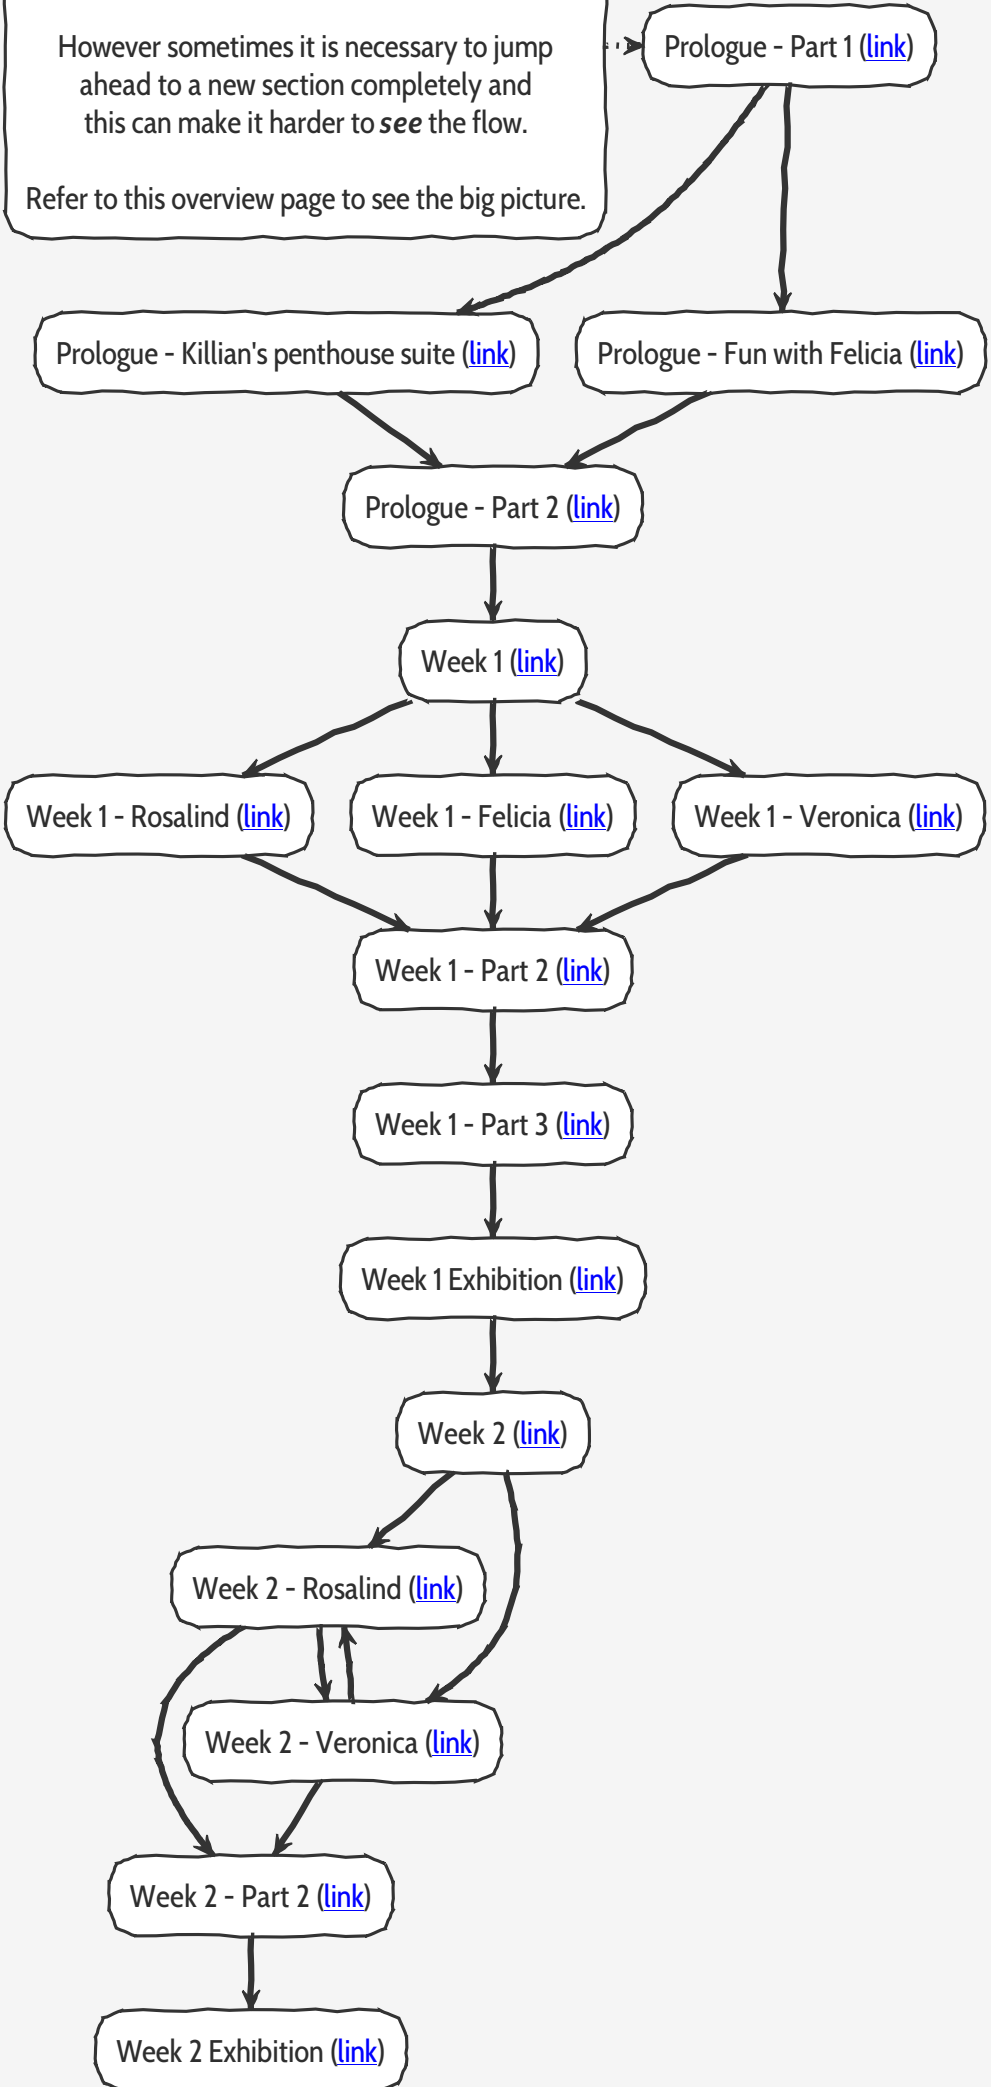 However sometimes it is necessary to jump
ahead to a new section completely and
this can make it harder to see the flow.
Refer to this overview page to see the big picture.
Prologue - Part 1 (link)
Prologue - Killian's penthouse suite (link)
Prologue - Fun with Felicia (link)
Prologue - Part 2 (link)
Week 1 (link)
Week 1 - Rosalind (link)
Week 1 - Felicia (link)
Week 1 - Veronica (link)
Week 1 - Part 2 (link)
Week 1 - Part 3 (link)
Week 1 Exhibition (link)
Week 2 (link)
Week 2 - Rosalind (link)
Week 2 - Veronica (link)
Week 2 - Part 2 (link)
Week 2 Exhibition (link)